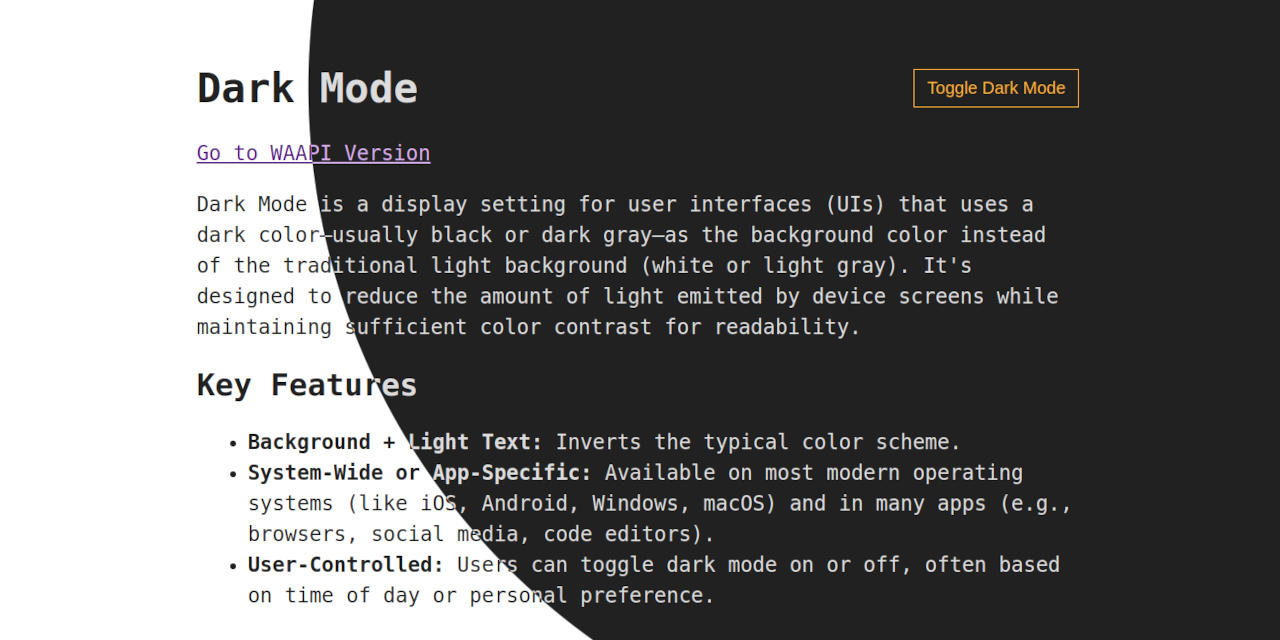 Dark Mode
Toggle Dark Mode
Go to WAAPI Version
Dark Mode is a display setting for user interfaces (UIs) that uses a
dark color—usually black or dark gray—as the background color instead
of the traditional light background (white or light gray). It's
designed to reduce the amount of light emitted by device screens while
maintaining sufficient color contrast for readability.
Key Features
• Background + Light Text: Inverts the typical color scheme.
• System-Wide or App-Specific: Available on most modern operating
systems (like iOS, Android, Windows, macOS) and in many apps (e.g.,
browsers, social media, code editors).
• User-Controlled: Users can toggle dark mode on or off, often based
on time of day or personal preference.